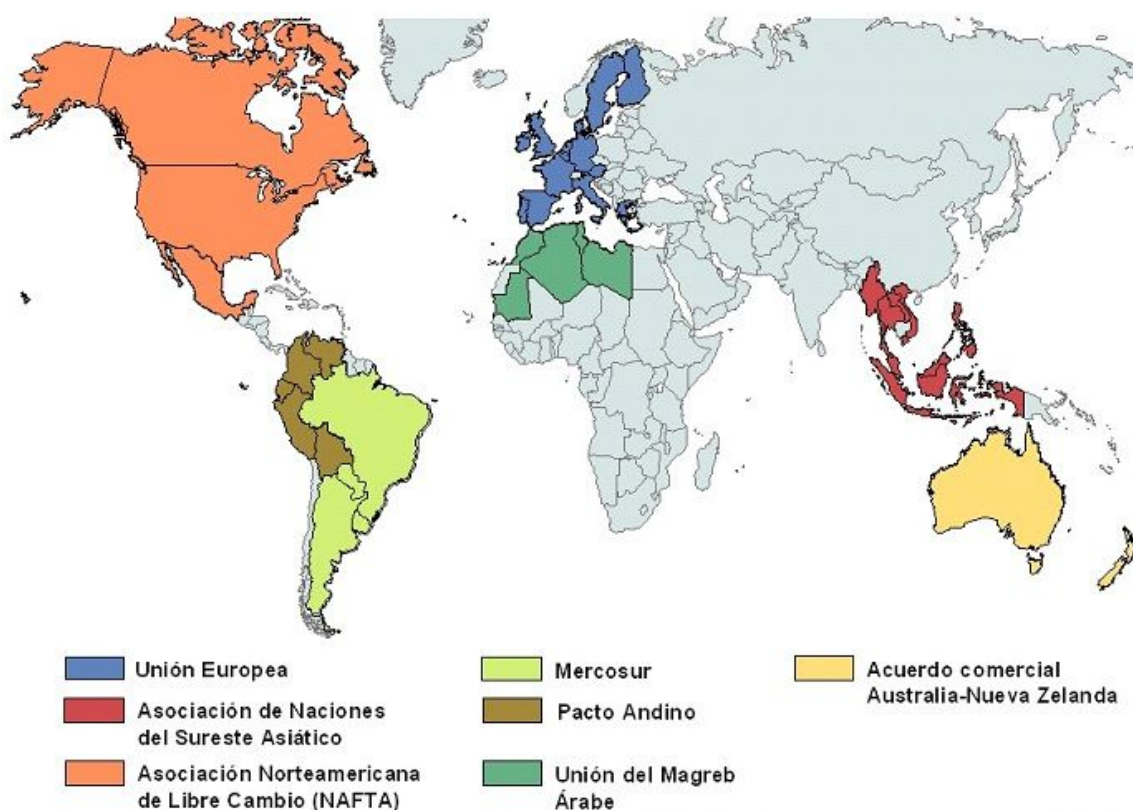 Unión Europea
Asociación de Naciones
del Sureste Asiático
Asociación Norteamericana
de Libre Cambio (NAFTA)
Mercosur
Pacto Andino
Unión del Magreb
Árabe
Acuerdo comercial
Australia-Nueva Zelanda